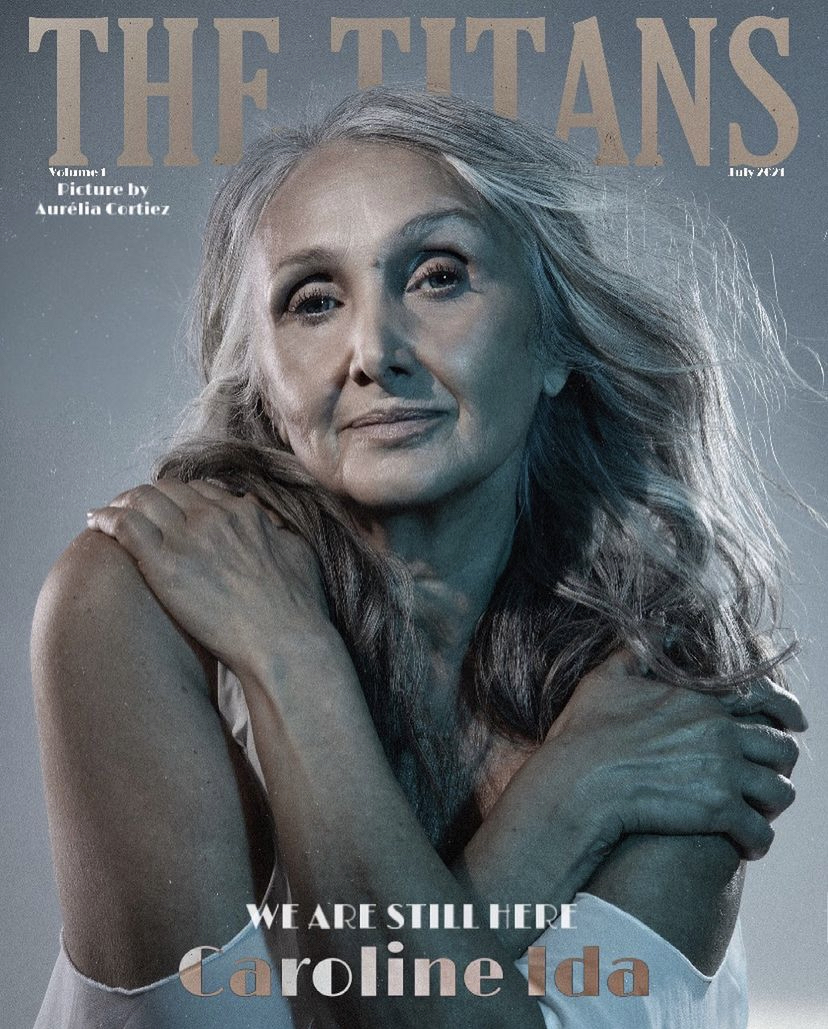 THE TITANS
Volume 1
July 2021
Picture by
Aurélia Cortiez
WE ARE STILL HERE
Caroline Ida